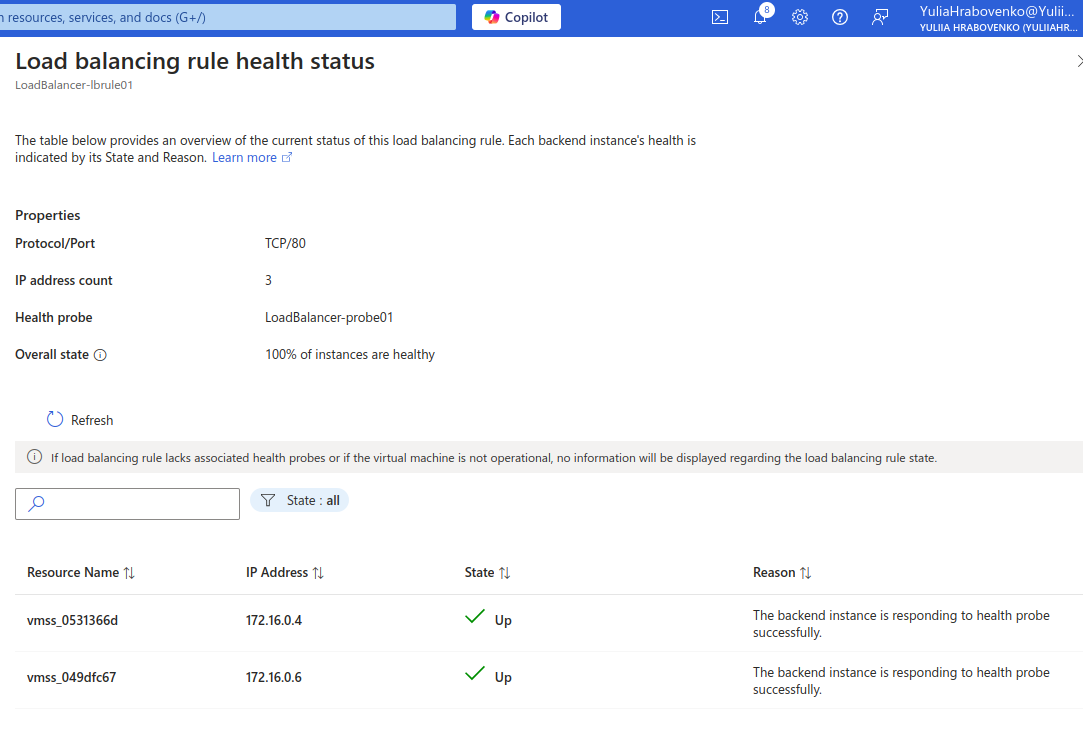 resources, services, and docs (G+/)
Copilot
8
YuliaHrabovenko@Yulii...
YULIIA HRABOVENKO (YULIIAHR...
Load balancing rule health status
LoadBalancer-lbrule01
The table below provides an overview of the current status of this load balancing rule. Each backend instance's health is
indicated by its State and Reason. Learn more
Properties
Protocol/Port TCP/80
IP address count 3
Health probe LoadBalancer-probe01
Overall state 100% of instances are healthy
Refresh
If load balancing rule lacks associated health probes or if the virtual machine is not operational, no information will be displayed regarding the load balancing rule state.
State : all
Resource Name IP Address State Reason
vmss_0531366d 172.16.0.4 Up The backend instance is responding to health probe
successfully.
vmss_049dfc67 172.16.0.6 Up The backend instance is responding to health probe
successfully.